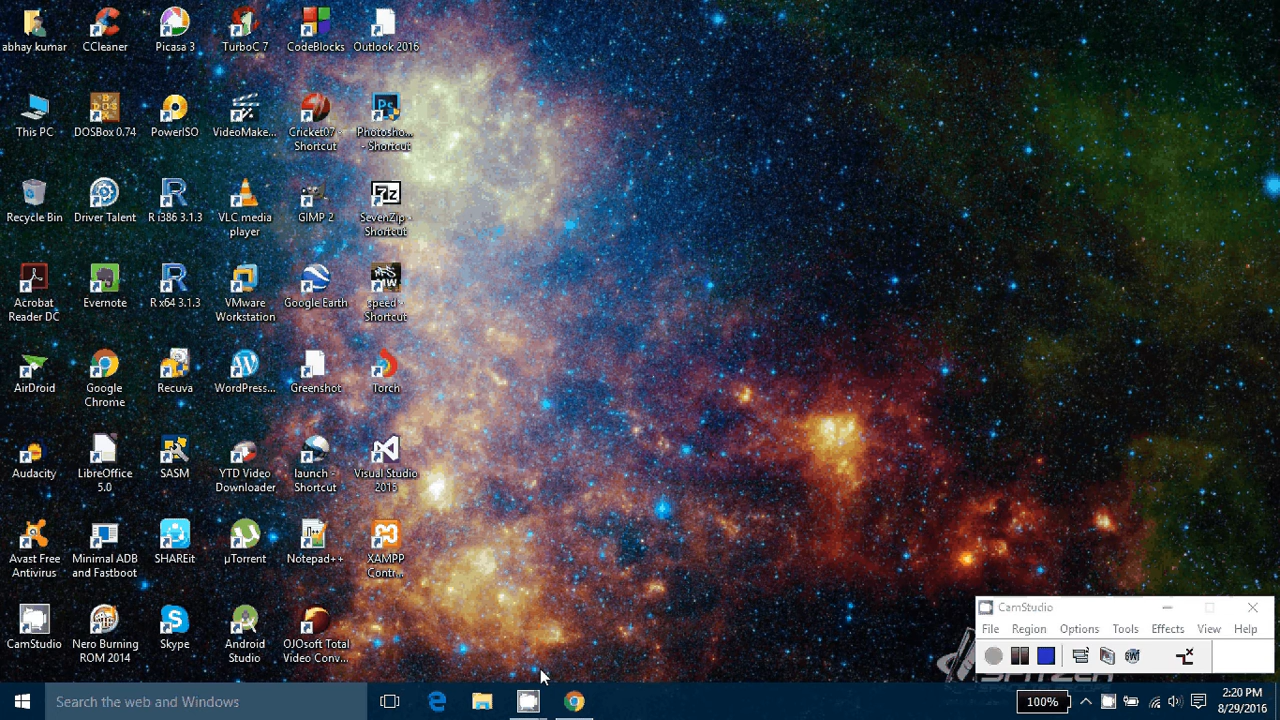 abhay kumar
CCleaner
Picasa 3
TurboC 7
CodeBlocks
Outlook 2016
This PC
DOSBox 0.74
PowerISO
VideoMake...
Cricket07 -
Shortcut
Photosho...
- Shortcut
Recycle Bin
Driver Talent
R i386 3.1.3
VLC media
player
GIMP 2
SevenZip -
Shortcut
Acrobat
Reader DC
Evernote
R x64 3.1.3
VMware
Workstation
Google Earth
speed -
Shortcut
AirDroid
Google
Chrome
Recuva
WordPress...
Greenshot
Torch
Audacity
LibreOffice
5.0
SASM
YTD Video
Downloader
launch -
Shortcut
Visual Studio
2015
Avast Free
Antivirus
Minimal ADB
and Fastboot
SHAREit
µTorrent
Notepad++
XAMPP
Contr...
CamStudio
Nero Burning
ROM 2014
Skype
Android
Studio
OJOsoft Total
Video Conv...
CamStudio
File Region Options Tools Effects View Help
SPITZER
Search the web and Windows
100%
2:20 PM
8/29/2016